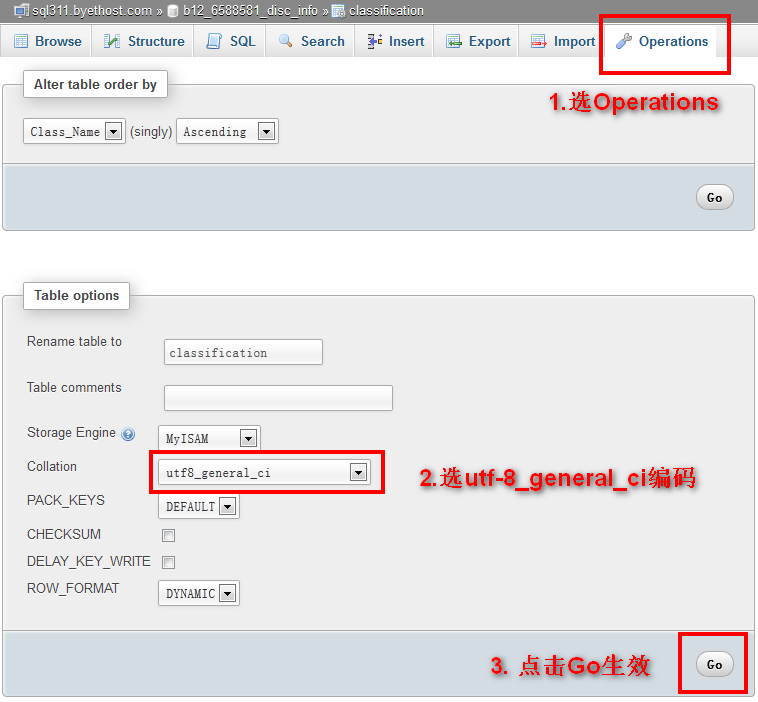 sql311.byethost.com » b12_6588581_disc_info » classification
Browse Structure SQL Search Insert Export Import Operations
Alter table order by
1.选Operations
Class_Name (singly) Ascending
Go
Table options
Rename table to classification
Table comments
Storage Engine MyISAM
Collation utf8_general_ci
2.选utf-8_general_ci编码
PACK_KEYS DEFAULT
CHECKSUM
DELAY_KEY_WRITE
ROW_FORMAT DYNAMIC
3. 点击Go生效
Go